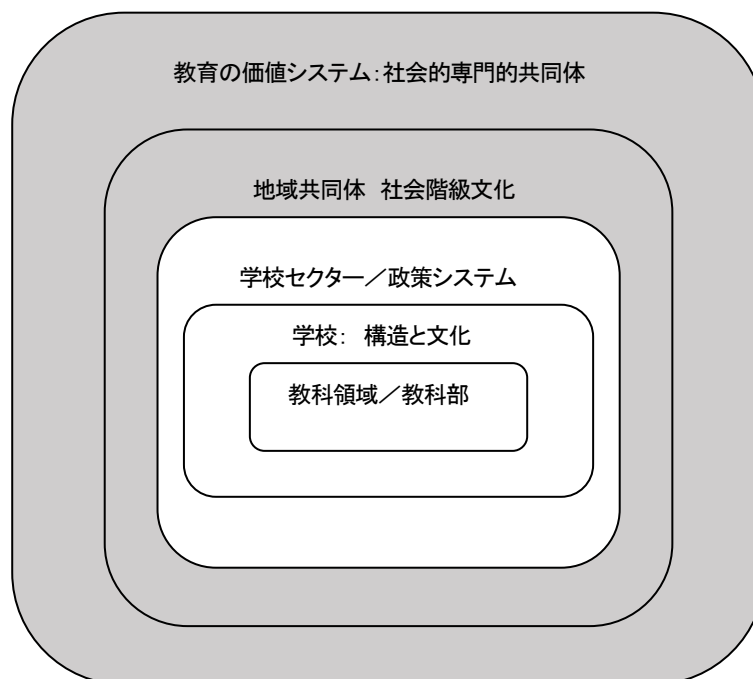 教育の価値システム:社会的専門的共同体
地域共同体　社会階級文化
学校セクター／政策システム
学校:　構造と文化
教科領域／教科部